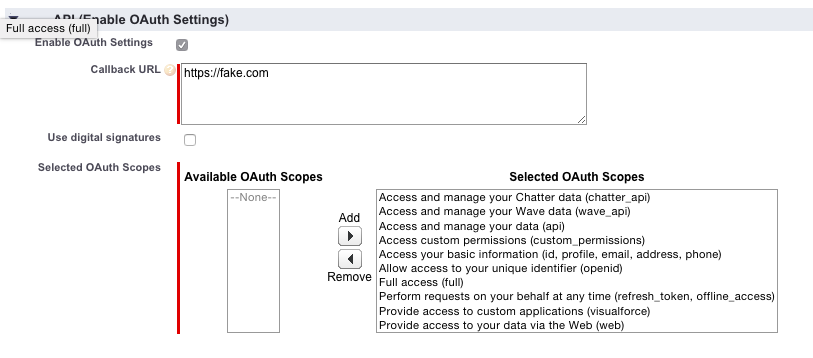 API (Enable OAuth Settings)
Full access (full)
Enable OAuth Settings
Callback URL
https://fake.com
Use digital signatures
Selected OAuth Scopes
Available OAuth Scopes
Selected OAuth Scopes
--None--
Add
Remove
Access and manage your Chatter data (chatter_api)
Access and manage your Wave data (wave_api)
Access and manage your data (api)
Access custom permissions (custom_permissions)
Access your basic information (id, profile, email, address, phone)
Allow access to your unique identifier (openid)
Full access (full)
Perform requests on your behalf at any time (refresh_token, offline_access)
Provide access to custom applications (visualforce)
Provide access to your data via the Web (web)